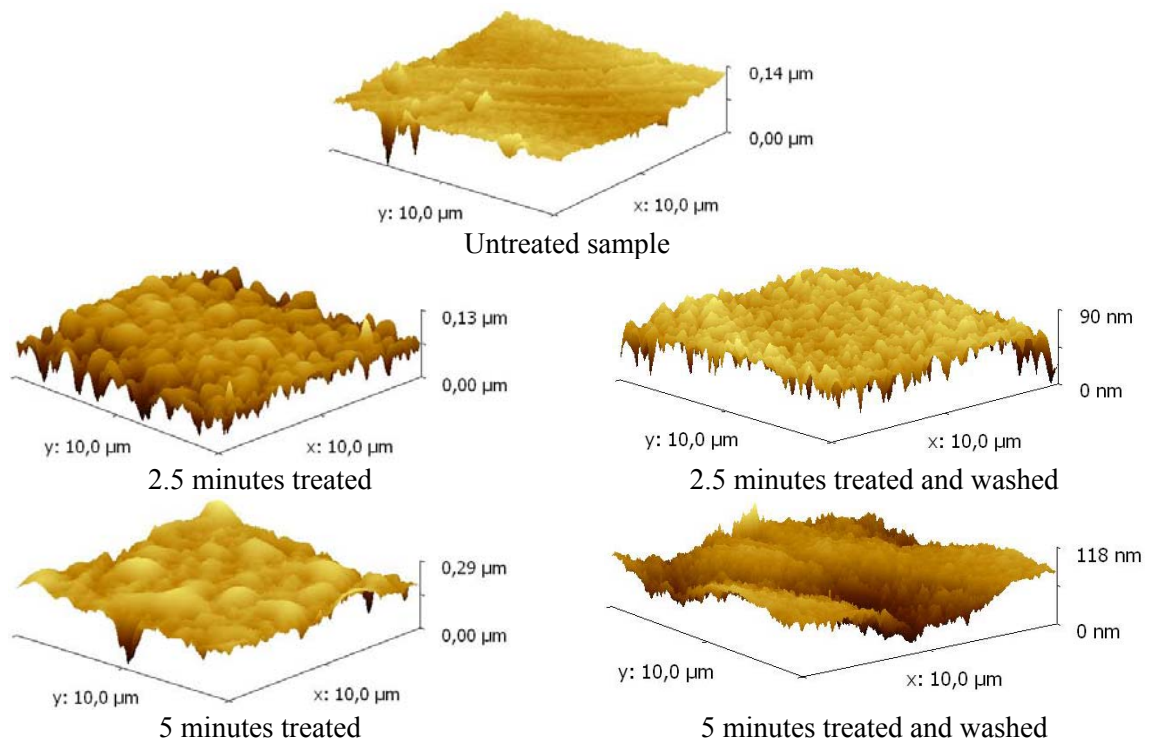 0,14 µm
0,00 µm
y: 10,0 µm
x: 10,0 µm
Untreated sample
0,13 µm
0,00 µm
y: 10,0 µm
x: 10,0 µm
2.5 minutes treated
90 nm
0 nm
y: 10,0 µm
x: 10,0 µm
2.5 minutes treated and washed
0,29 µm
0,00 µm
y: 10,0 µm
x: 10,0 µm
5 minutes treated
118 nm
0 nm
y: 10,0 µm
x: 10,0 µm
5 minutes treated and washed